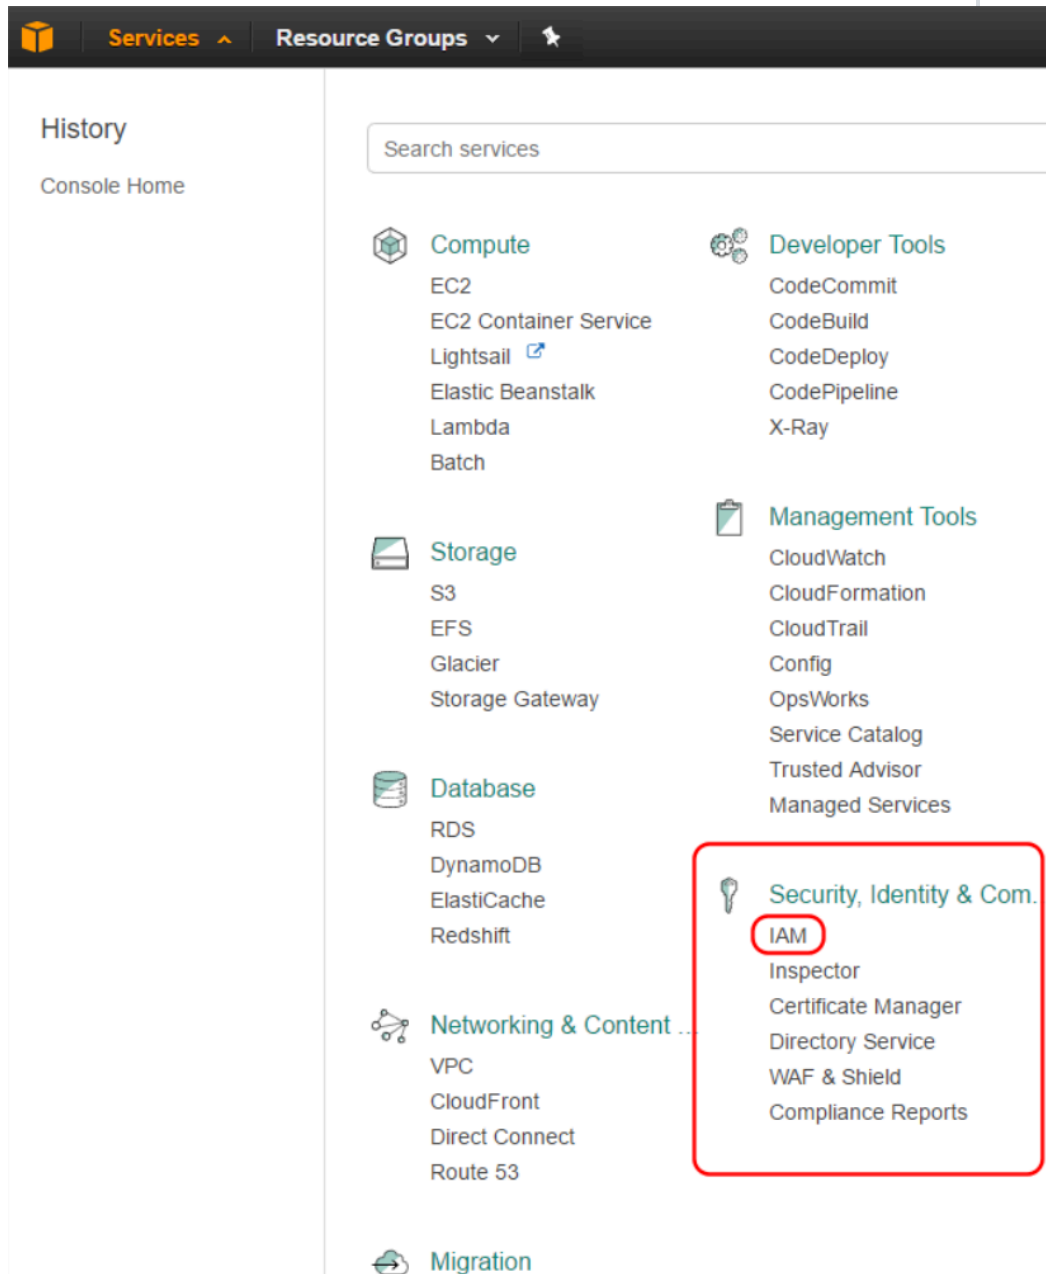 Services
Resource Groups
History
Console Home
Search services
Compute
EC2
EC2 Container Service
Lightsail
Elastic Beanstalk
Lambda
Batch
Storage
S3
EFS
Glacier
Storage Gateway
Database
RDS
DynamoDB
ElastiCache
Redshift
Networking & Content ...
VPC
CloudFront
Direct Connect
Route 53
Migration
Developer Tools
CodeCommit
CodeBuild
CodeDeploy
CodePipeline
X-Ray
Management Tools
CloudWatch
CloudFormation
CloudTrail
Config
OpsWorks
Service Catalog
Trusted Advisor
Managed Services
Security, Identity & Com..
IAM
Inspector
Certificate Manager
Directory Service
WAF & Shield
Compliance Reports